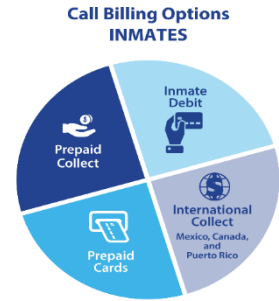 Call Billing Options
INMATES
Inmate
Debit
Prepaid
Collect
International
Collect
Mexico, Canada,
and
Puerto Rico
Prepaid
Cards